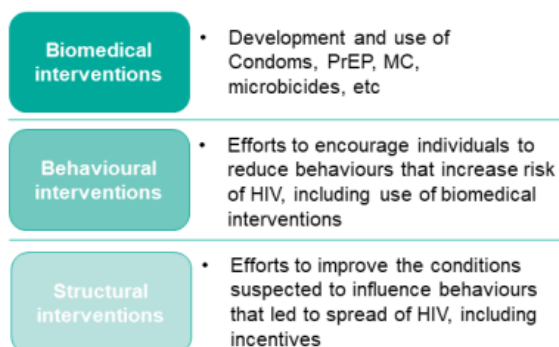 Biomedical
interventions
• Development and use of
Condoms, PrEP, MC,
microbicides, etc
Behavioural
interventions
• Efforts to encourage individuals to
reduce behaviours that increase risk
of HIV, including use of biomedical
interventions
Structural
interventions
• Efforts to improve the conditions
suspected to influence behaviours
that led to spread of HIV, including
incentives